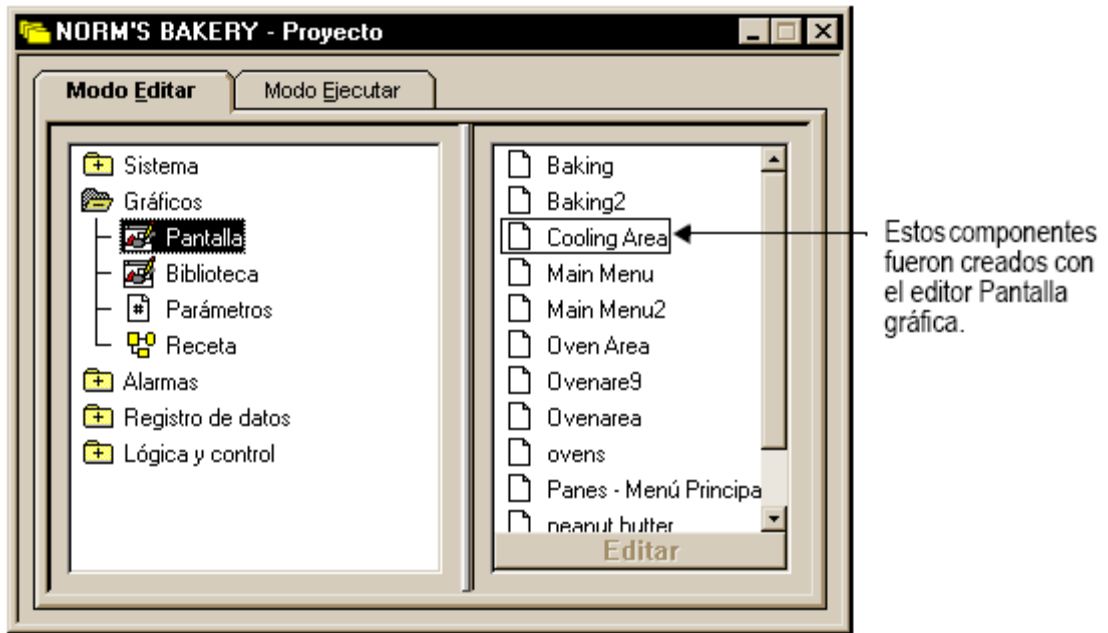 NORM'S BAKERY - Proyecto
Modo Editar
Modo Ejecutar
Sistema
Gráficos
Pantalla
Biblioteca
Parámetros
Receta
Alarmas
Registro de datos
Lógica y control
Baking
Baking2
Cooling Area
Main Menu
Main Menu2
Oven Area
Ovenare9
Ovenarea
ovens
Panes - Menú Principa
peanut butter
Editar
Estos componentes
fueron creados con
el editor Pantalla
gráfica.